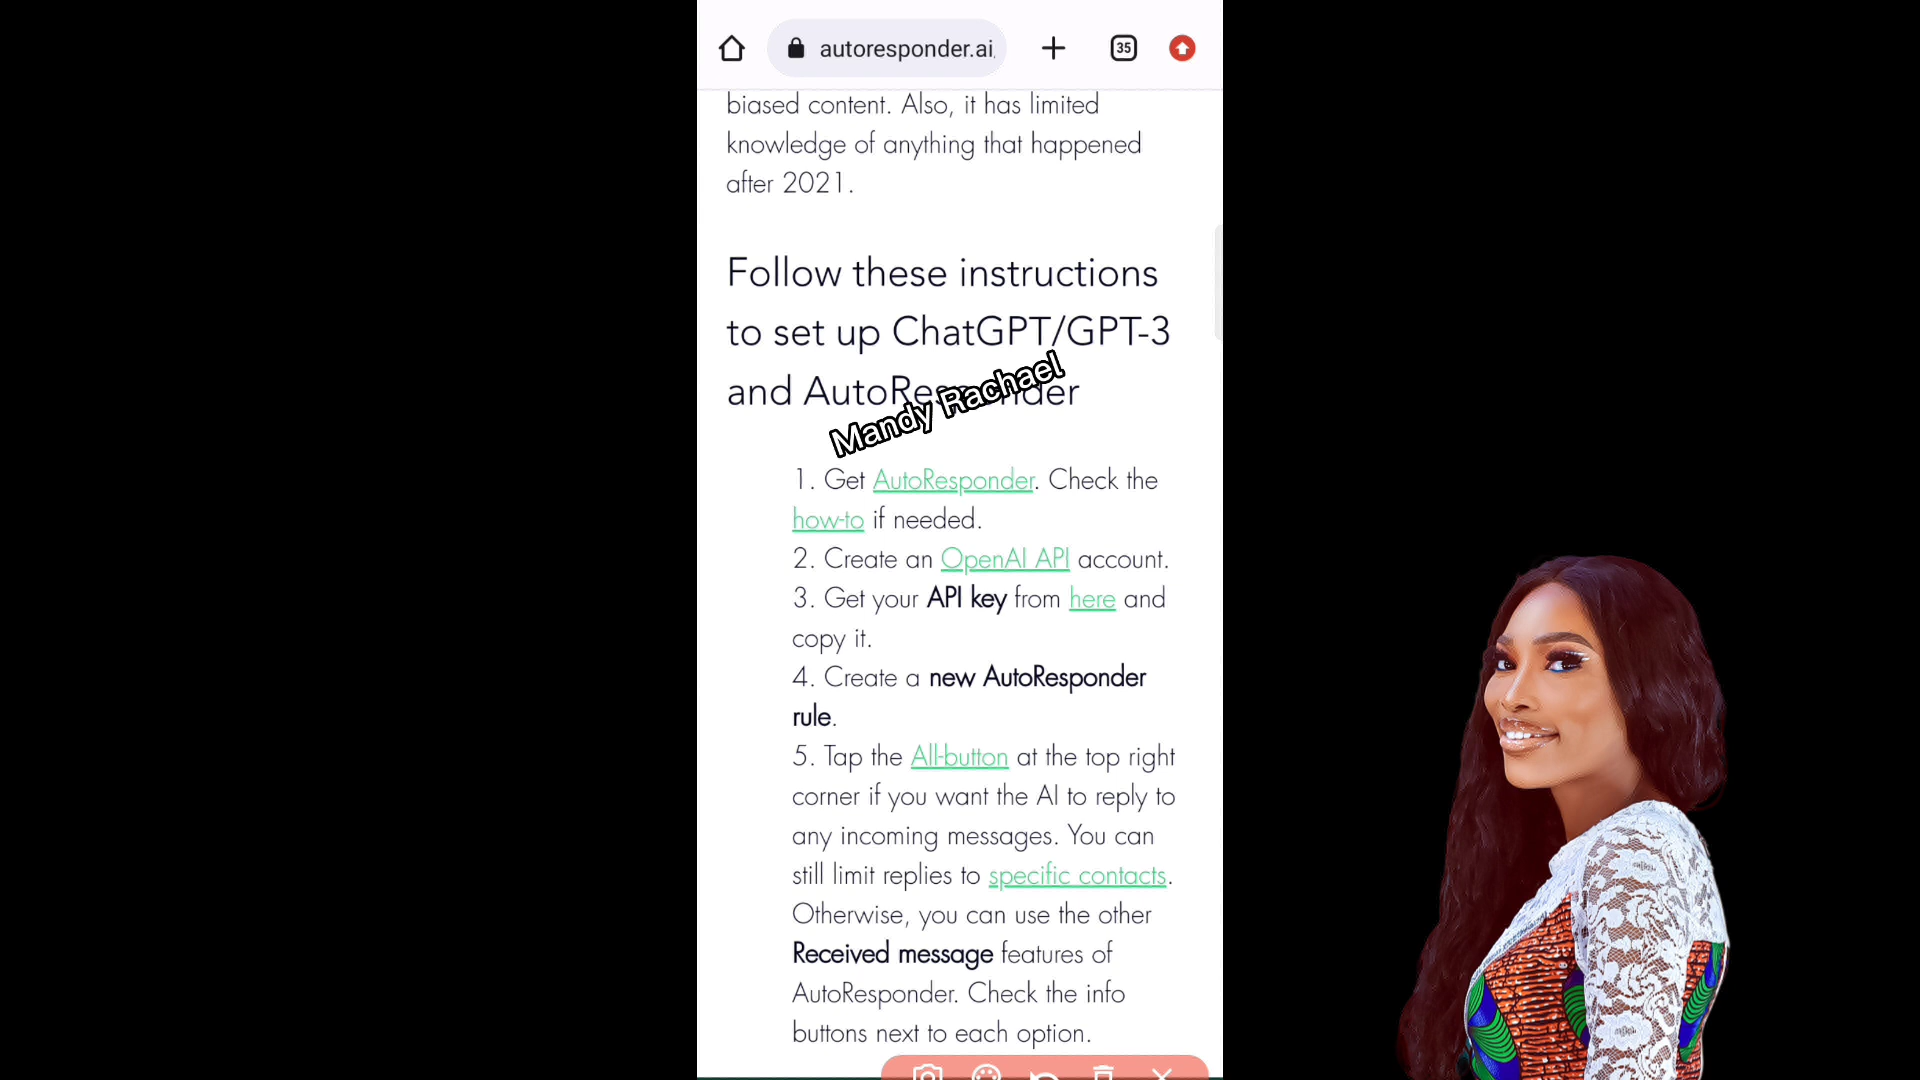 autoresponder.ai
35
biased content. Also, it has limited
knowledge of anything that happened
after 2021.
Follow these instructions
to set up ChatGPT/GPT-3
and AutoResponder
Mandy Rachael
1. Get AutoResponder. Check the
how-to if needed.
2. Create an OpenAI API account.
3. Get your API key from here and
copy it.
4. Create a new AutoResponder
rule.
5. Tap the All-button at the top right
corner if you want the AI to reply to
any incoming messages. You can
still limit replies to specific contacts.
Otherwise, you can use the other
Received message features of
AutoResponder. Check the info
buttons next to each option.